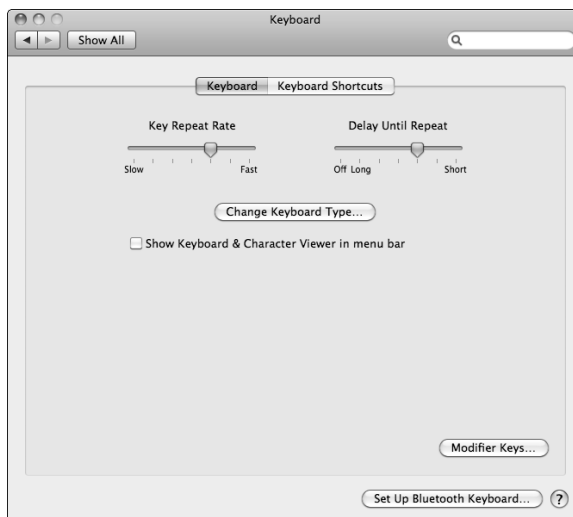 Keyboard
Show All
Keyboard Keyboard Shortcuts
Key Repeat Rate Delay Until Repeat
Slow Fast Off Long Short
Change Keyboard Type...
Show Keyboard & Character Viewer in menu bar
Modifier Keys...
Set Up Bluetooth Keyboard... ?